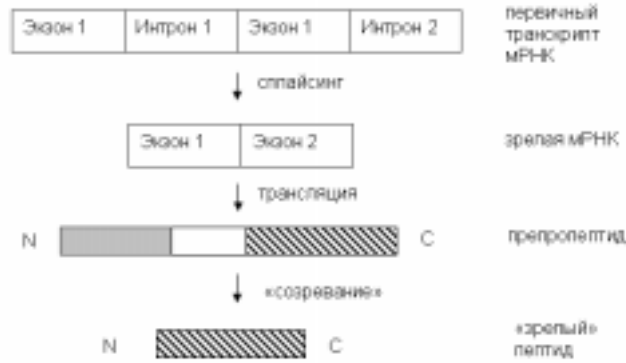 Экзон 1 Интрон 1 Экзон 1 Интрон 2
первичный
транскрипт
мРНК
сплайсинг
Экзон 1 Экзон 2
зрелая мРНК
трансляция
N C
препропептид
«созревание»
N C
«зрелый»
пептид